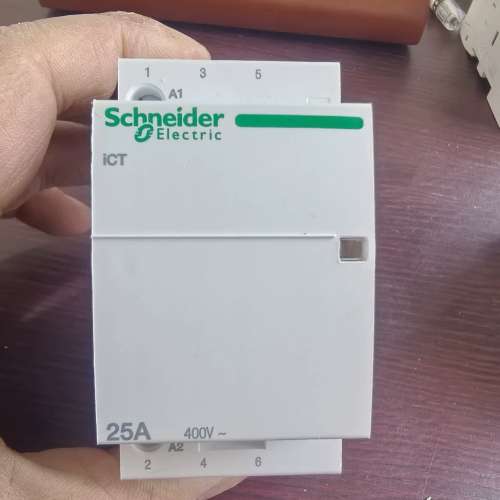 1 3 5
A1
Schneider
Electric
iCT
25A 400V ~
A2
2 4 6